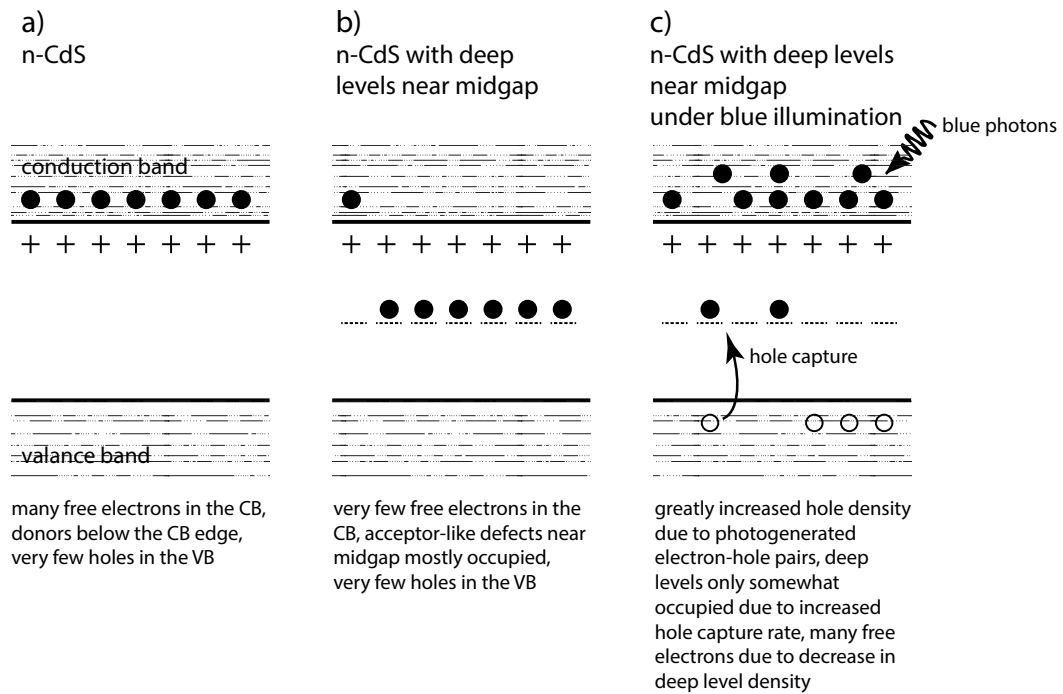 a)
n-CdS
conduction band
+ + + + + + +
valance band
many free electrons in the CB,
donors below the CB edge,
very few holes in the VB
b)
n-CdS with deep
levels near midgap
+ + + + + + +
very few free electrons in the
CB, acceptor-like defects near
midgap mostly occupied,
very few holes in the VB
c)
n-CdS with deep levels
near midgap
under blue illumination
blue photons
+ + + + + + +
hole capture
greatly increased hole density
due to photogenerated
electron-hole pairs, deep
levels only somewhat
occupied due to increased
hole capture rate, many free
electrons due to decrease in
deep level density